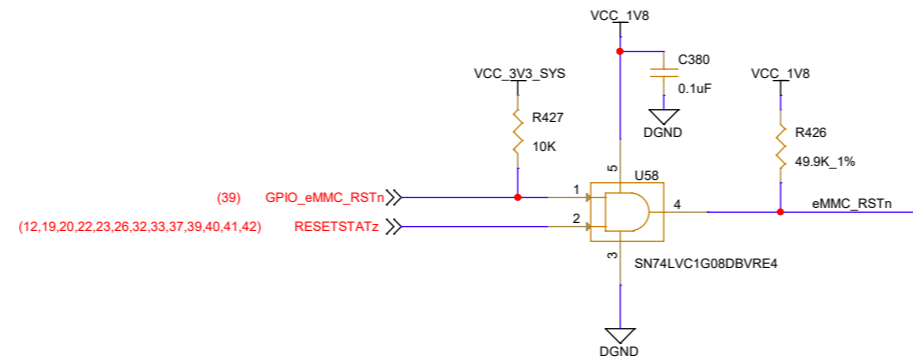 VCC_1V8
C380
0.1uF
DGND
VCC_3V3_SYS
R427
10K
VCC_1V8
R426
49.9K_1%
(39) GPIO_eMMC_RSTn
1
5
U58
4
eMMC_RSTn
(12,19,20,22,23,26,32,33,37,39,40,41,42) RESETSTATz
2
3
SN74LVC1G08DBVRE4
DGND